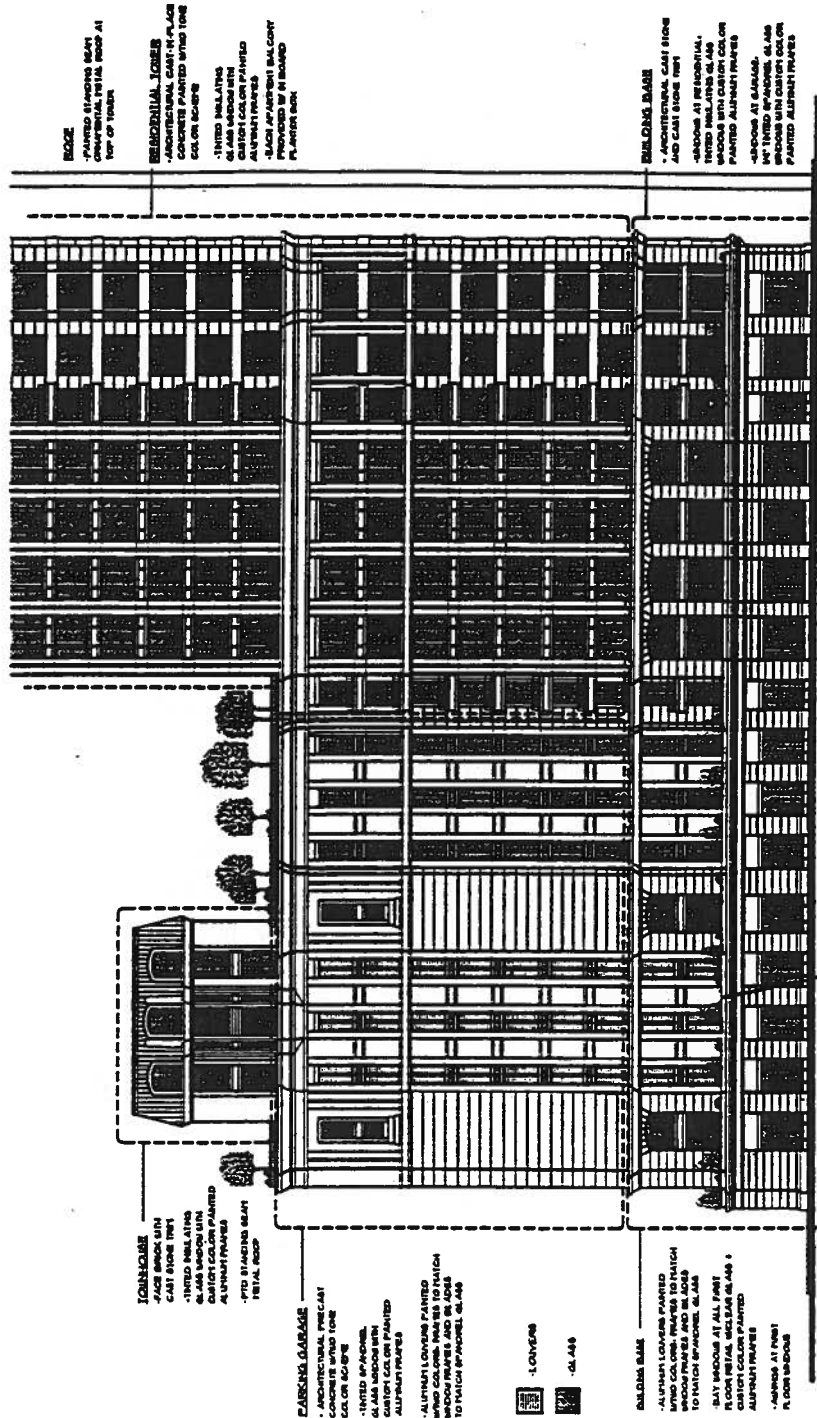 ROOF
-PAINTED STANDING SEAM
ORNAMENTAL METAL ROOF AT
TOP OF TOWER
RESIDENTIAL TOWER
-ARCHITECTURAL CAST-IN-PLACE
CONCRETE PAINTED W/TWO TONE
COLOR SCHEME
-TINTED INSULATING
GLASS WINDOW WITH
CUSTOM COLOR PAINTED
ALUMINUM FRAMES
-EACH APARTMENT BALCONY
PROVIDED W/ IN BOARD
PLANTER BOX
BUILDING BASE
- ARCHITECTURAL CAST STONE
AND CAST STONE TRIM
-WINDOWS AT RESIDENTIAL:
TINTED INSULATING GLASS
WINDOWS WITH CUSTOM COLOR
PAINTED ALUMINUM FRAMES
-WINDOWS AT GARAGE:
1/4" TINTED SPANDREL GLASS
WINDOWS WITH CUSTOM COLOR
PAINTED ALUMINUM FRAMES
TOWNHOUSE
-FACE BRICK WITH
CAST STONE TRIM
-TINTED INSULATING
GLASS WINDOW WITH
CUSTOM COLOR PAINTED
ALUMINUM FRAMES
-PTD STANDING SEAM
METAL ROOF
PARKING GARAGE
- ARCHITECTURAL PRECAST
CONCRETE W/TWO TONE
COLOR SCHEME
-TINTED SPANDREL
GLASS WINDOW WITH
CUSTOM COLOR PAINTED
ALUMINUM FRAMES
-ALUMINUM LOUVERS PAINTED
W/TWO COLORS- FRAMES TO MATCH
WINDOW FRAMES AND BLADES
TO MATCH SPANDREL GLASS
-LOUVERS
-GLASS
BUILDING BASE
-ALUMINUM LOUVERS PAINTED
W/TWO COLORS- FRAMES TO MATCH
WINDOW FRAMES AND BLADES
TO MATCH SPANDREL GLASS
-BAY WINDOWS AT ALL FIRST
FLOOR RETAIL W/CLEAR GLASS &
CUSTOM COLOR PAINTED
ALUMINUM FRAMES
-AWNINGS AT FIRST
FLOOR WINDOWS